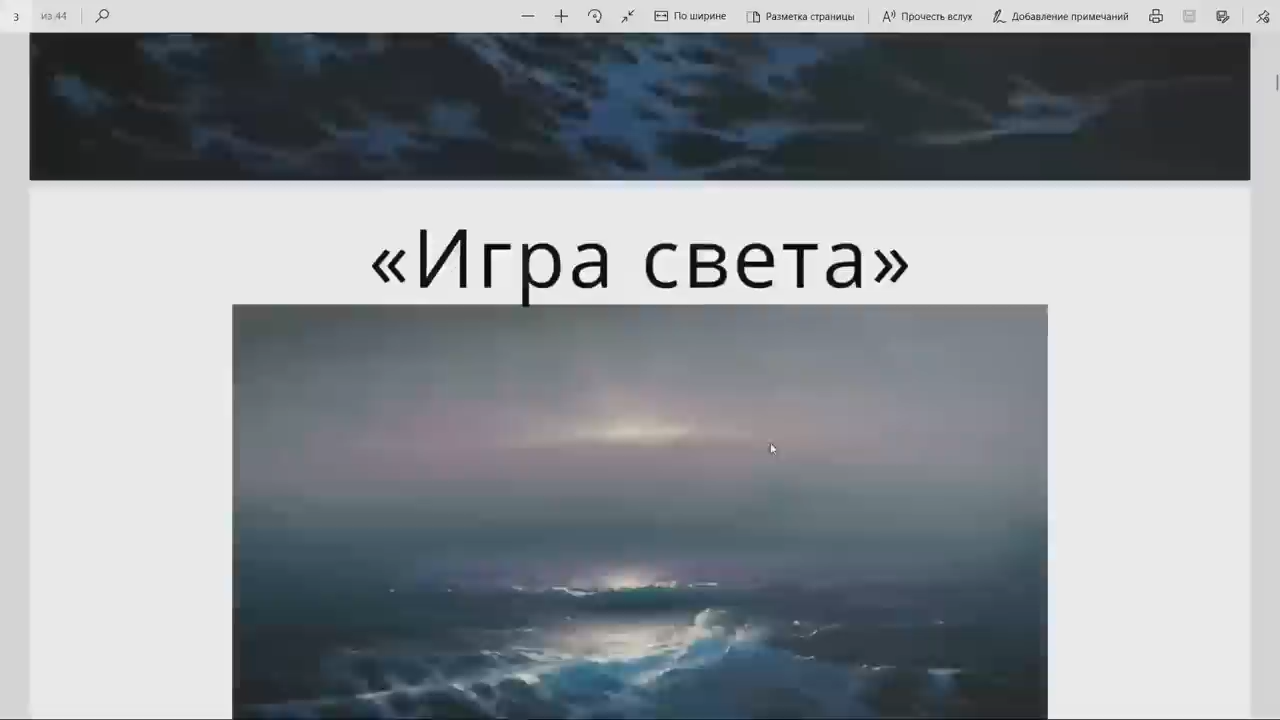 3 из 44 По ширине Разметка страницы Прочесть вслух Добавление примечаний
«Игра света»